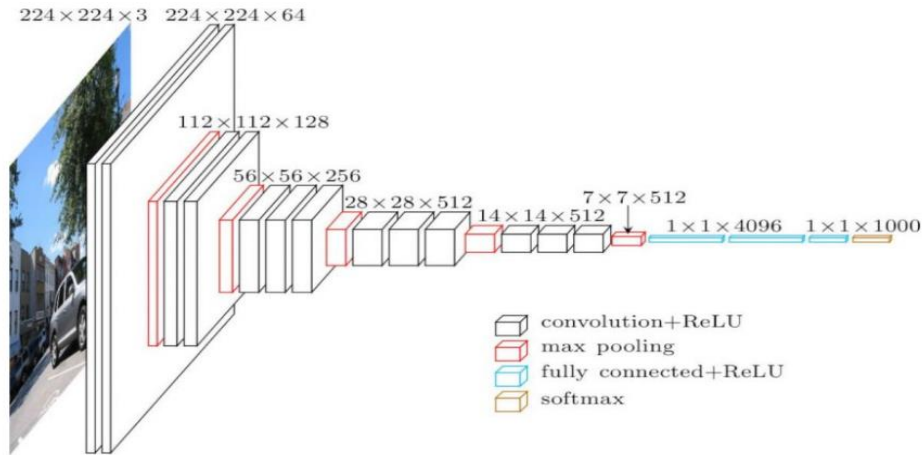 224×224×3
224×224×64
112×112×128
56×56×256
28×28×512
14×14×512
7×7×512
1×1×4096
1×1×1000
convolution+ReLU
max pooling
fully connected+ReLU
softmax